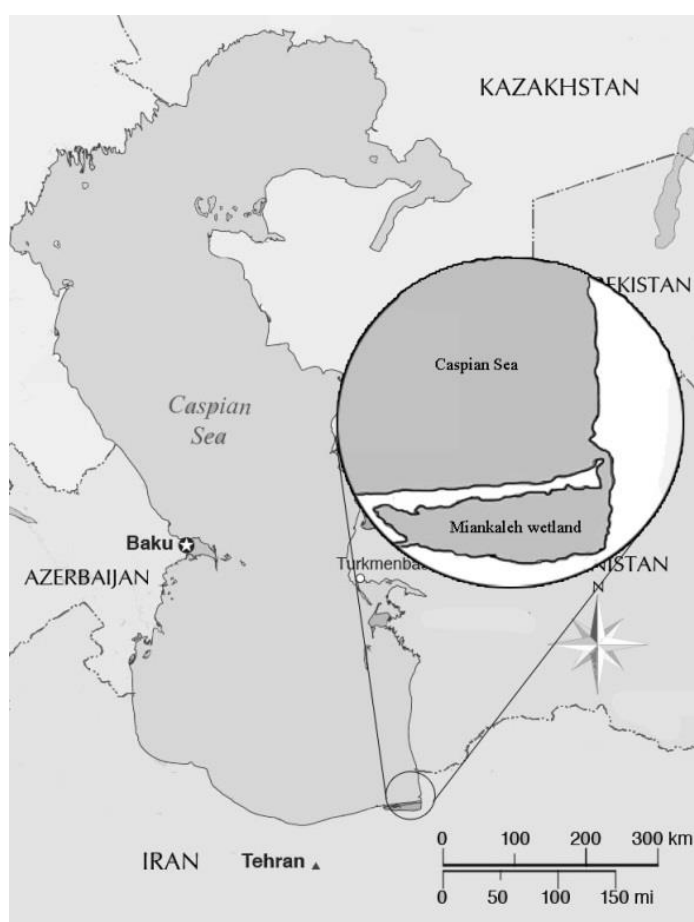 KAZAKHSTAN
EKISTAN
Caspian Sea
Caspian
Sea
Miankaleh wetland
Baku
Turkmenba
NISTAN
AZERBAIJAN
N
0 100 200 300 km
0 50 100 150 mi
IRAN Tehran